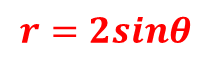 r = 2sinθ